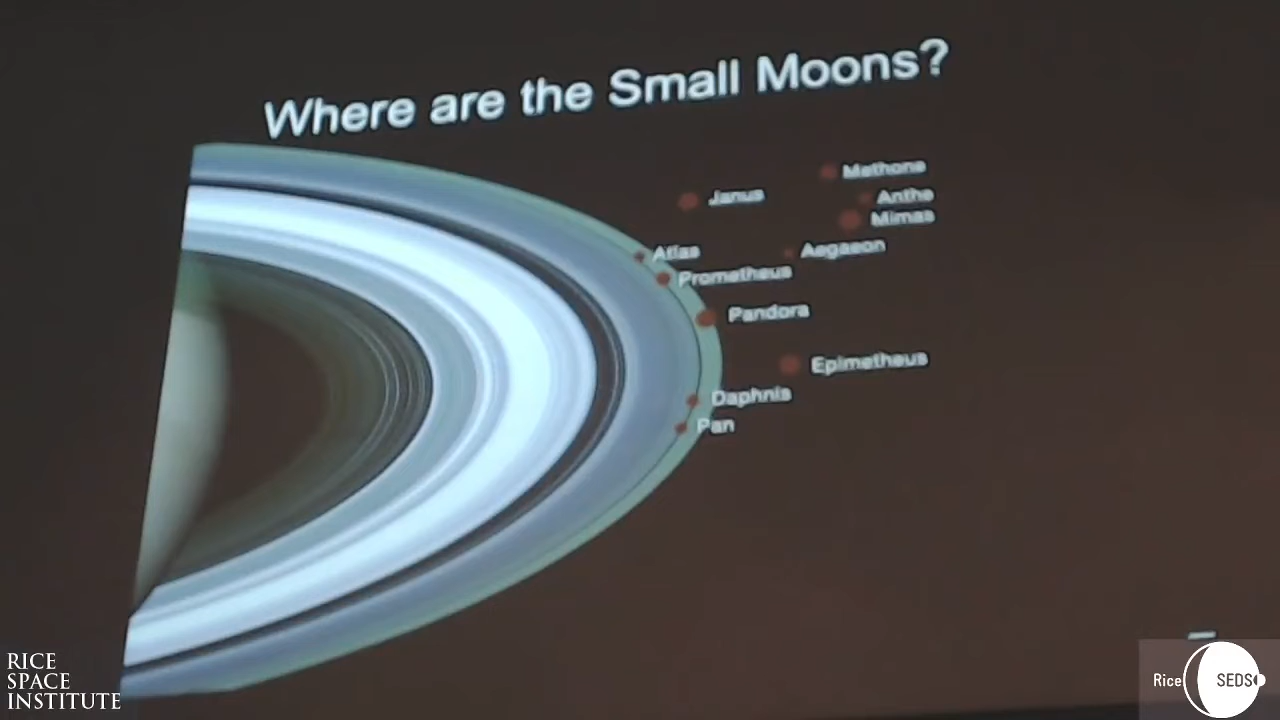 Where are the Small Moons?
Methone
Janus
Anthe
Mimas
Aegaeon
Atlas
Prometheus
Pandora
Epimetheus
Daphnis
Pan
RICE
SPACE
INSTITUTE
Rice SEDS